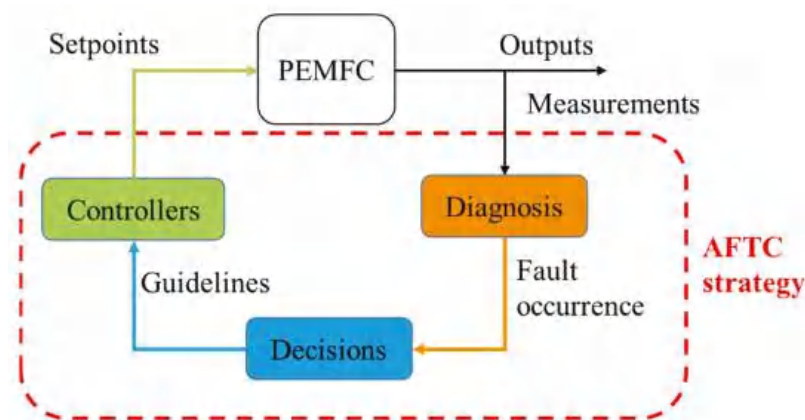 Setpoints
PEMFC
Outputs
Measurements
Controllers
Diagnosis
AFTC
strategy
Guidelines
Fault
occurrence
Decisions